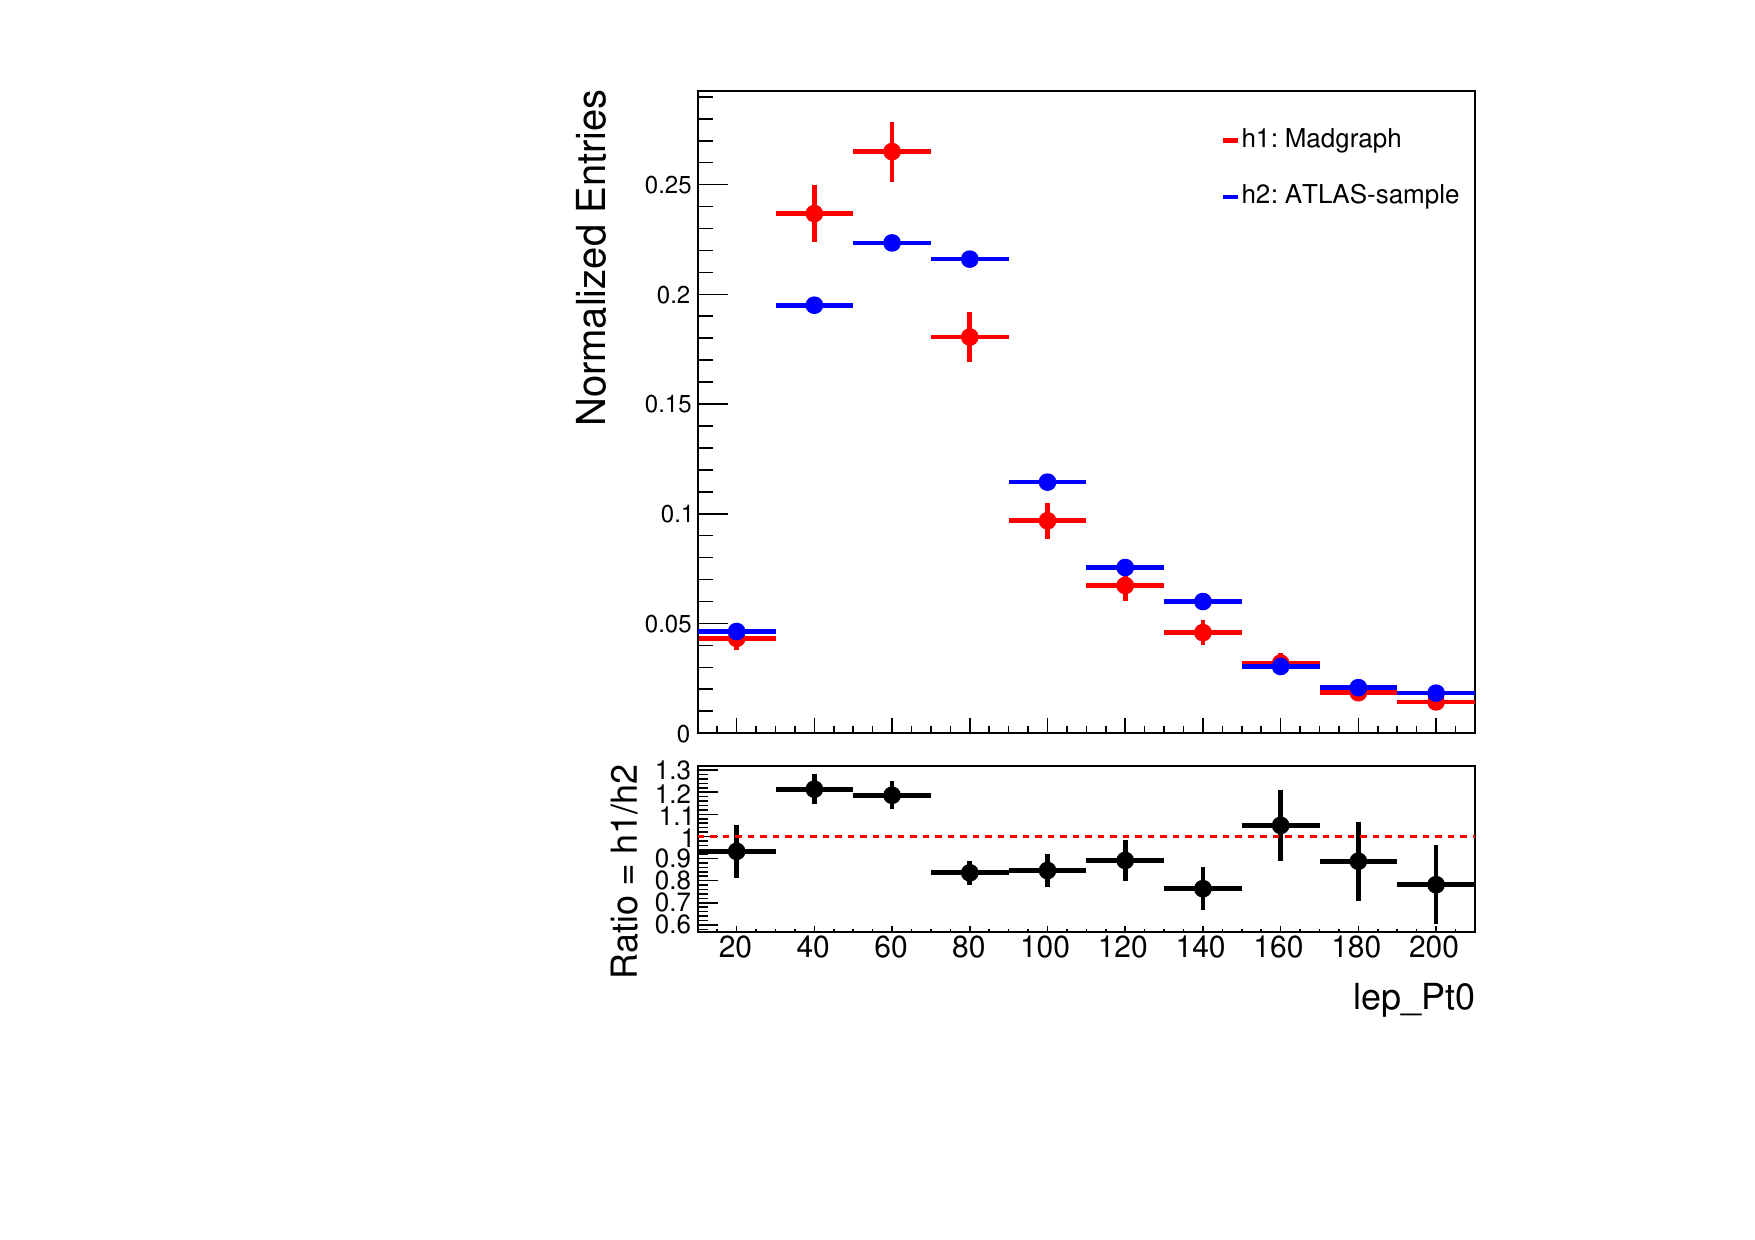 Normalized Entries
h1: Madgraph
h2: ATLAS-sample
0.25
0.2
0.15
0.1
0.05
0
Ratio = h1/h2
1.3
1.2
1.1
1
0.9
0.8
0.7
0.6
20 40 60 80 100 120 140 160 180 200
lep_Pt0